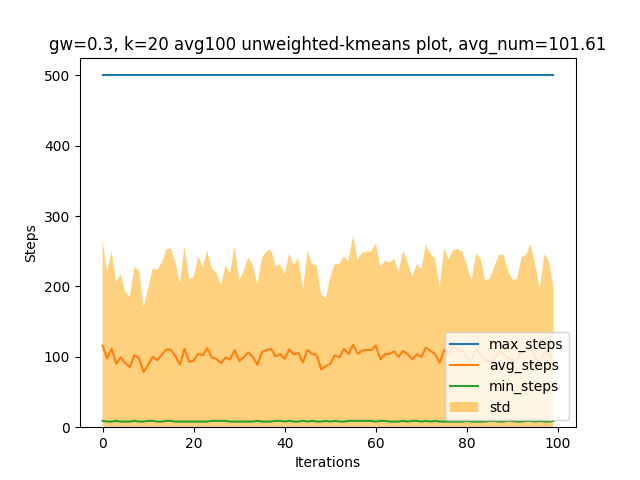 gw=0.3, k=20 avg100 unweighted-kmeans plot, avg_num=101.61
500
400
300
200
100
0
Steps
max_steps
avg_steps
min_steps
std
0
20
40
60
80
100
Iterations